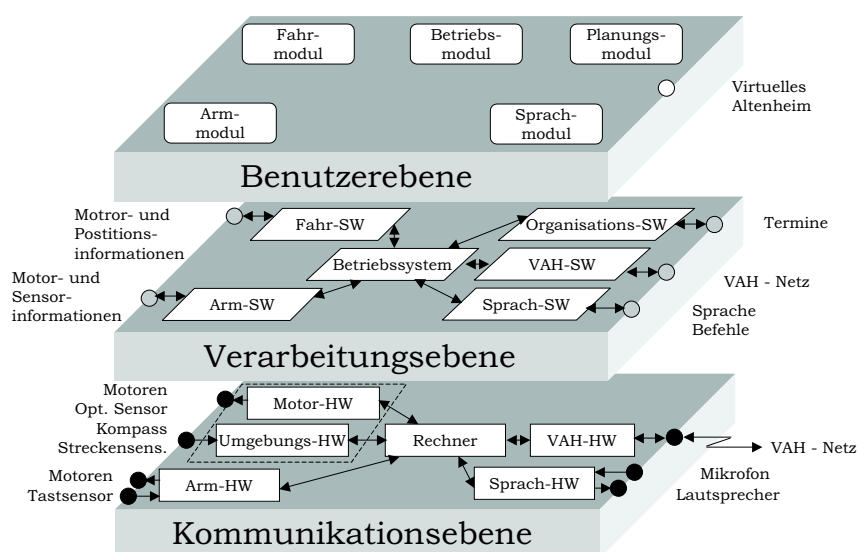 Fahr-
modul
Betriebs-
modul
Planungs-
modul
Virtuelles
Altenheim
Arm-
modul
Sprach-
modul
Benutzerebene
Motror- und
Postitions-
informationen
Fahr-SW
Organisations-SW
Termine
Betriebssystem
VAH-SW
VAH - Netz
Motor- und
Sensor-
informationen
Arm-SW
Sprach-SW
Sprache
Befehle
Verarbeitungsebene
Motoren
Opt. Sensor
Kompass
Streckensens.
Motor-HW
Umgebungs-HW
Rechner
VAH-HW
VAH - Netz
Motoren
Tastsensor
Arm-HW
Sprach-HW
Mikrofon
Lautsprecher
Kommunikationsebene